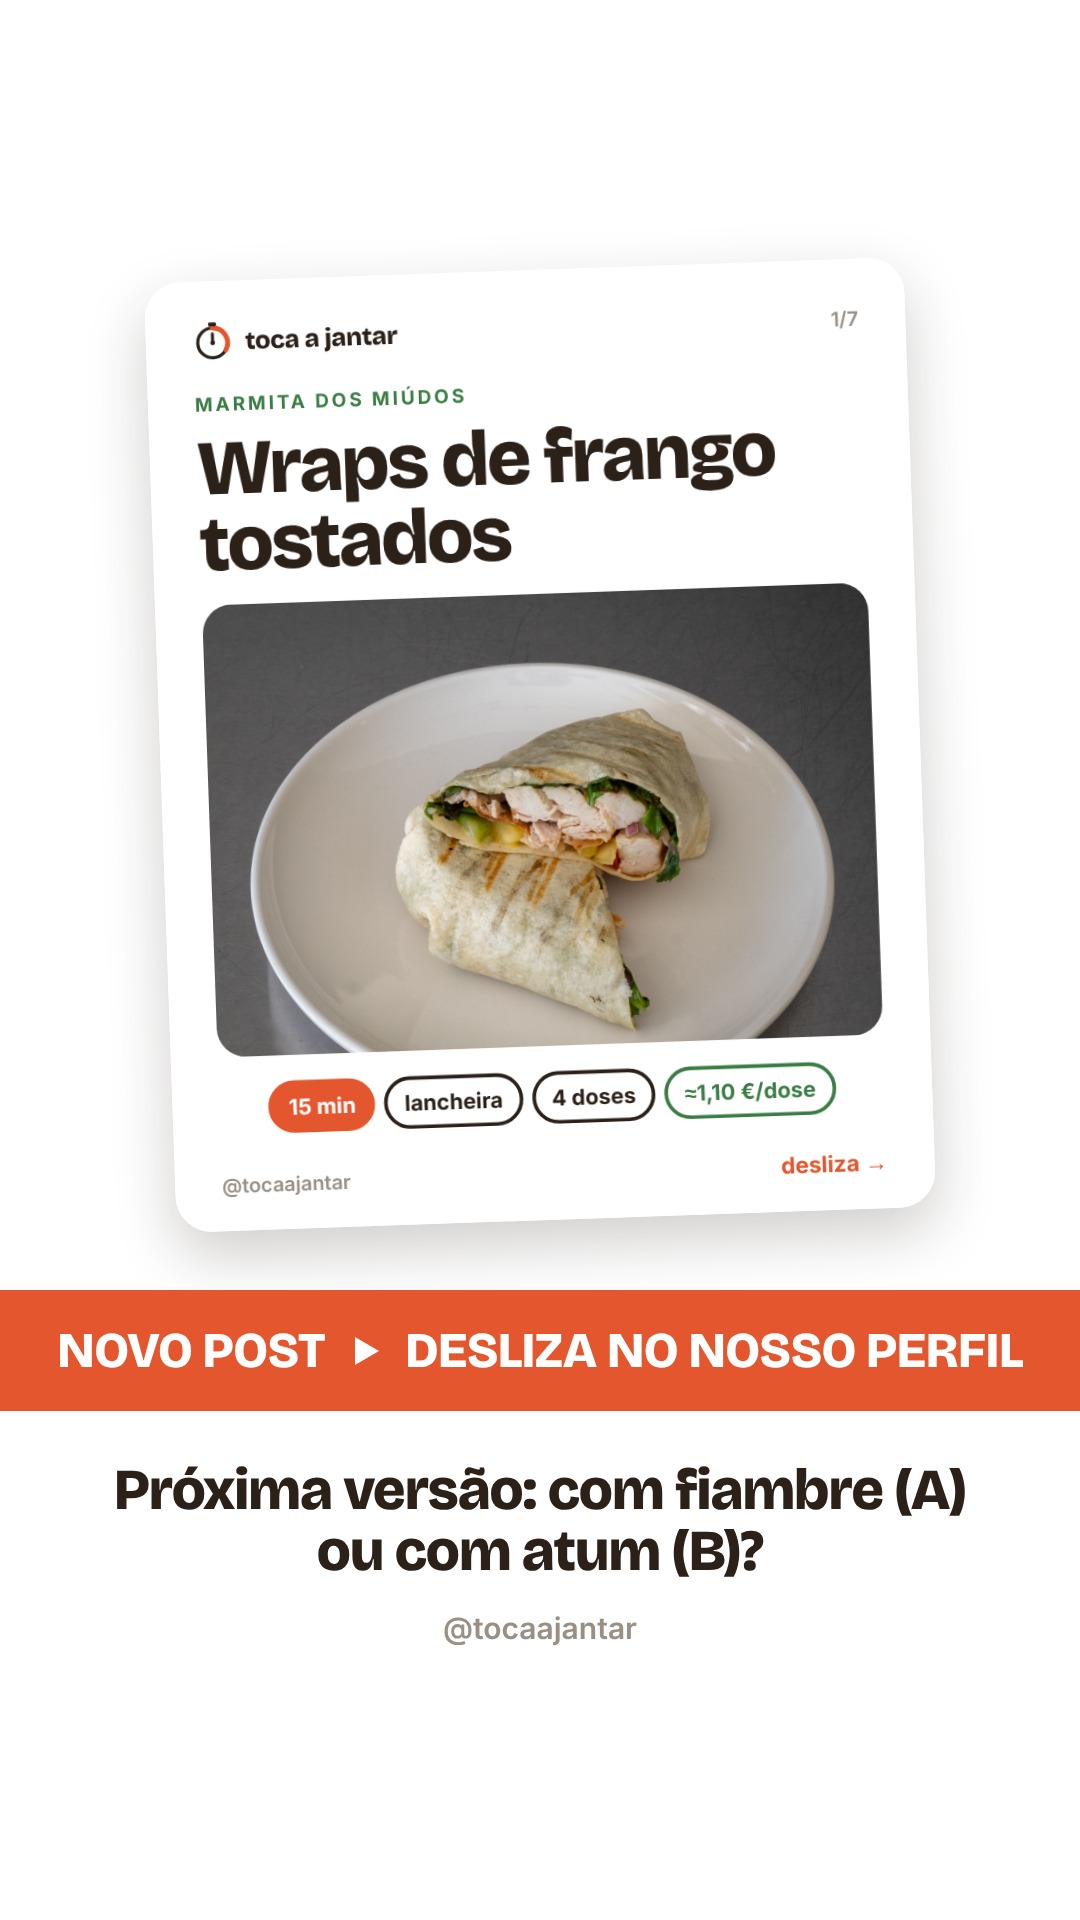 toca a jantar
1/7
MARMITA DOS MIÚDOS
Wraps de frango
tostados
15 min
lancheira
4 doses
≈1,10 €/dose
@tocaajantar
desliza →
NOVO POST ▶ DESLIZA NO NOSSO PERFIL
Próxima versão: com fiambre (A)
ou com atum (B)?
@tocaajantar